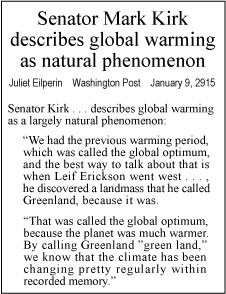 Senator Mark Kirk
describes global warming
as natural phenomenon
Juliet Eilperin Washington Post January 9, 2915
Senator Kirk . . . describes global warming
as a largely natural phenomenon:
“We had the previous warming period,
which was called the global optimum,
and the best way to talk about that is
when Leif Erickson went west . . . ,
he discovered a landmass that he called
Greenland, because it was.
“That was called the global optimum,
because the planet was much warmer.
By calling Greenland ”green land,”
we know that the climate has been
changing pretty regularly within
recorded memory.”